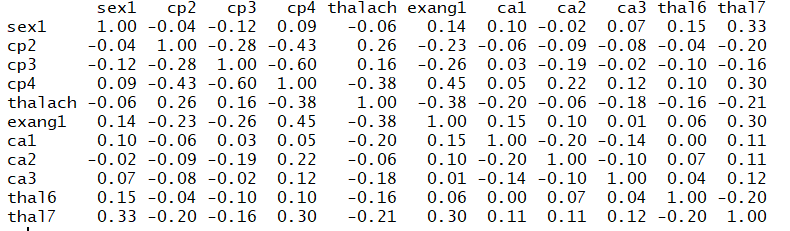 sex1 cp2 cp3 cp4 thalach exang1 ca1 ca2 ca3 thal6 thal7
sex1 1.00 -0.04 -0.12 0.09 -0.06 0.14 0.10 -0.02 0.07 0.15 0.33
cp2 -0.04 1.00 -0.28 -0.43 0.26 -0.23 -0.06 -0.09 -0.08 -0.04 -0.20
cp3 -0.12 -0.28 1.00 -0.60 0.16 -0.26 0.03 -0.19 -0.02 -0.10 -0.16
cp4 0.09 -0.43 -0.60 1.00 -0.38 0.45 0.05 0.22 0.12 0.10 0.30
thalach -0.06 0.26 0.16 -0.38 1.00 -0.38 -0.20 -0.06 -0.18 -0.16 -0.21
exang1 0.14 -0.23 -0.26 0.45 -0.38 1.00 0.15 0.10 0.01 0.06 0.30
ca1 0.10 -0.06 0.03 0.05 -0.20 0.15 1.00 -0.20 -0.14 0.00 0.11
ca2 -0.02 -0.09 -0.19 0.22 -0.06 0.10 -0.20 1.00 -0.10 0.07 0.11
ca3 0.07 -0.08 -0.02 0.12 -0.18 0.01 -0.14 -0.10 1.00 0.04 0.12
thal6 0.15 -0.04 -0.10 0.10 -0.16 0.06 0.00 0.07 0.04 1.00 -0.20
thal7 0.33 -0.20 -0.16 0.30 -0.21 0.30 0.11 0.11 0.12 -0.20 1.00